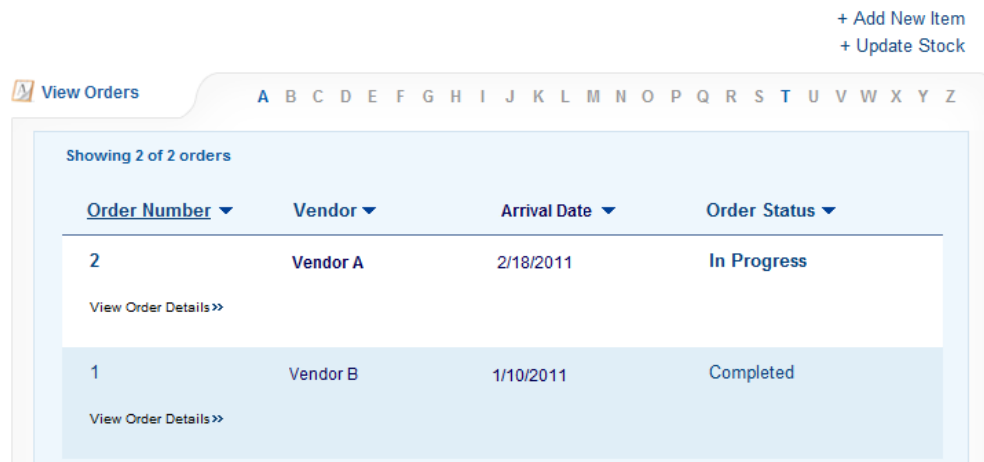 + Add New Item
+ Update Stock
View Orders A B C D E F G H I J K L M N O P Q R S T U V W X Y Z
Showing 2 of 2 orders
Order Number Vendor Arrival Date Order Status
2 Vendor A 2/18/2011 In Progress
View Order Details»
1 Vendor B 1/10/2011 Completed
View Order Details»